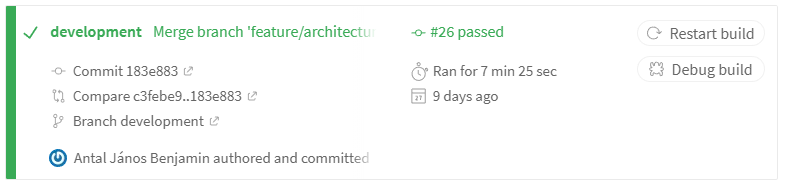 development Merge branch 'feature/architectu
#26 passed
Restart build
Commit 183e883
Ran for 7 min 25 sec
Debug build
Compare c3febe9..183e883
9 days ago
Branch development
Antal János Benjamin authored and committed